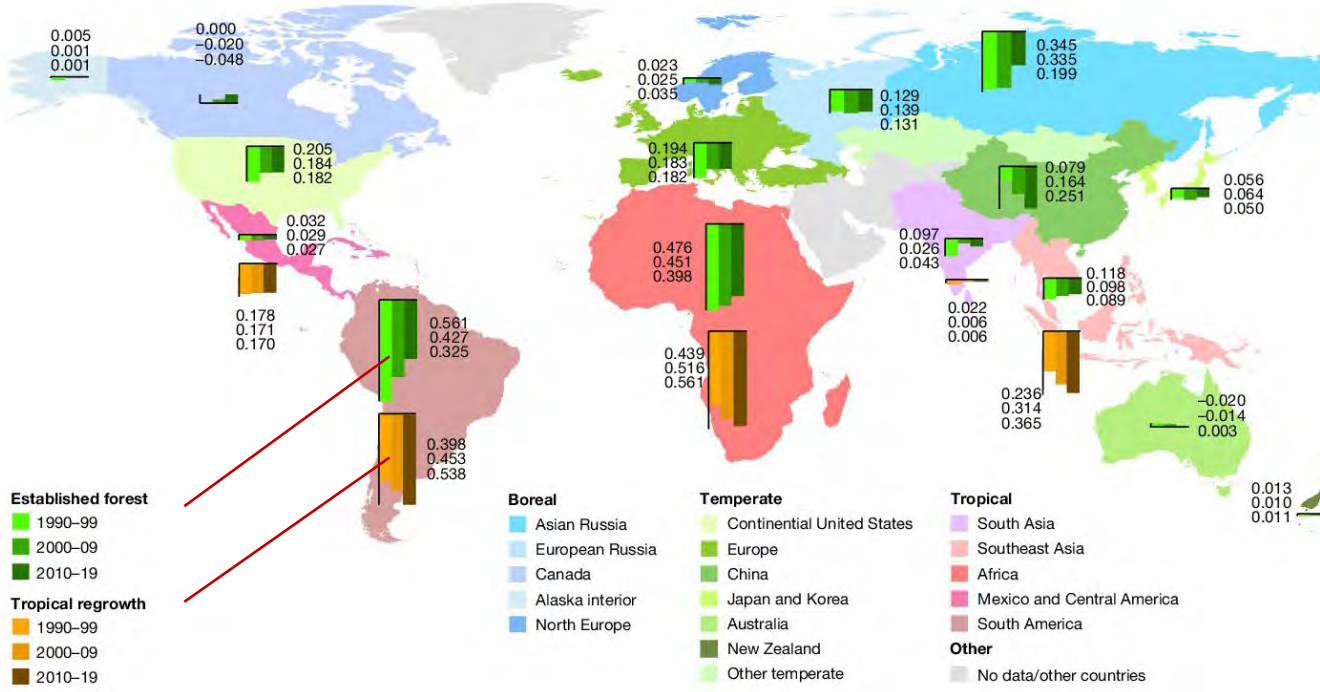 0.005
0.001
0.001
0.000
−0.020
−0.048
0.023
0.025
0.035
0.345
0.335
0.199
0.129
0.139
0.131
0.205
0.184
0.182
0.194
0.183
0.182
0.079
0.164
0.251
0.056
0.064
0.050
0.032
0.029
0.027
0.476
0.451
0.398
0.097
0.026
0.043
0.118
0.098
0.089
0.178
0.171
0.170
0.022
0.006
0.006
0.561
0.427
0.325
0.439
0.516
0.561
0.236
0.314
0.365
−0.020
−0.014
0.003
0.398
0.453
0.538
0.013
0.010
0.011
Established forest
1990–99
2000–09
2010–19
Tropical regrowth
1990–99
2000–09
2010–19
Boreal
Asian Russia
European Russia
Canada
Alaska interior
North Europe
Temperate
Continential United States
Europe
China
Japan and Korea
Australia
New Zealand
Other temperate
Tropical
South Asia
Southeast Asia
Africa
Mexico and Central America
South America
Other
No data/other countries